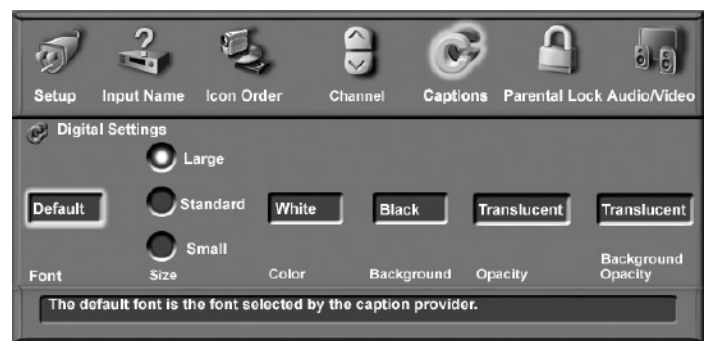 Setup Input Name Icon Order Channel Captions Parental Lock Audio/Video
Digital Settings
Large
Default Standard White Black Translucent Translucent
Small
Font Size Color Background Opacity Background Opacity
The default font is the font selected by the caption provider.